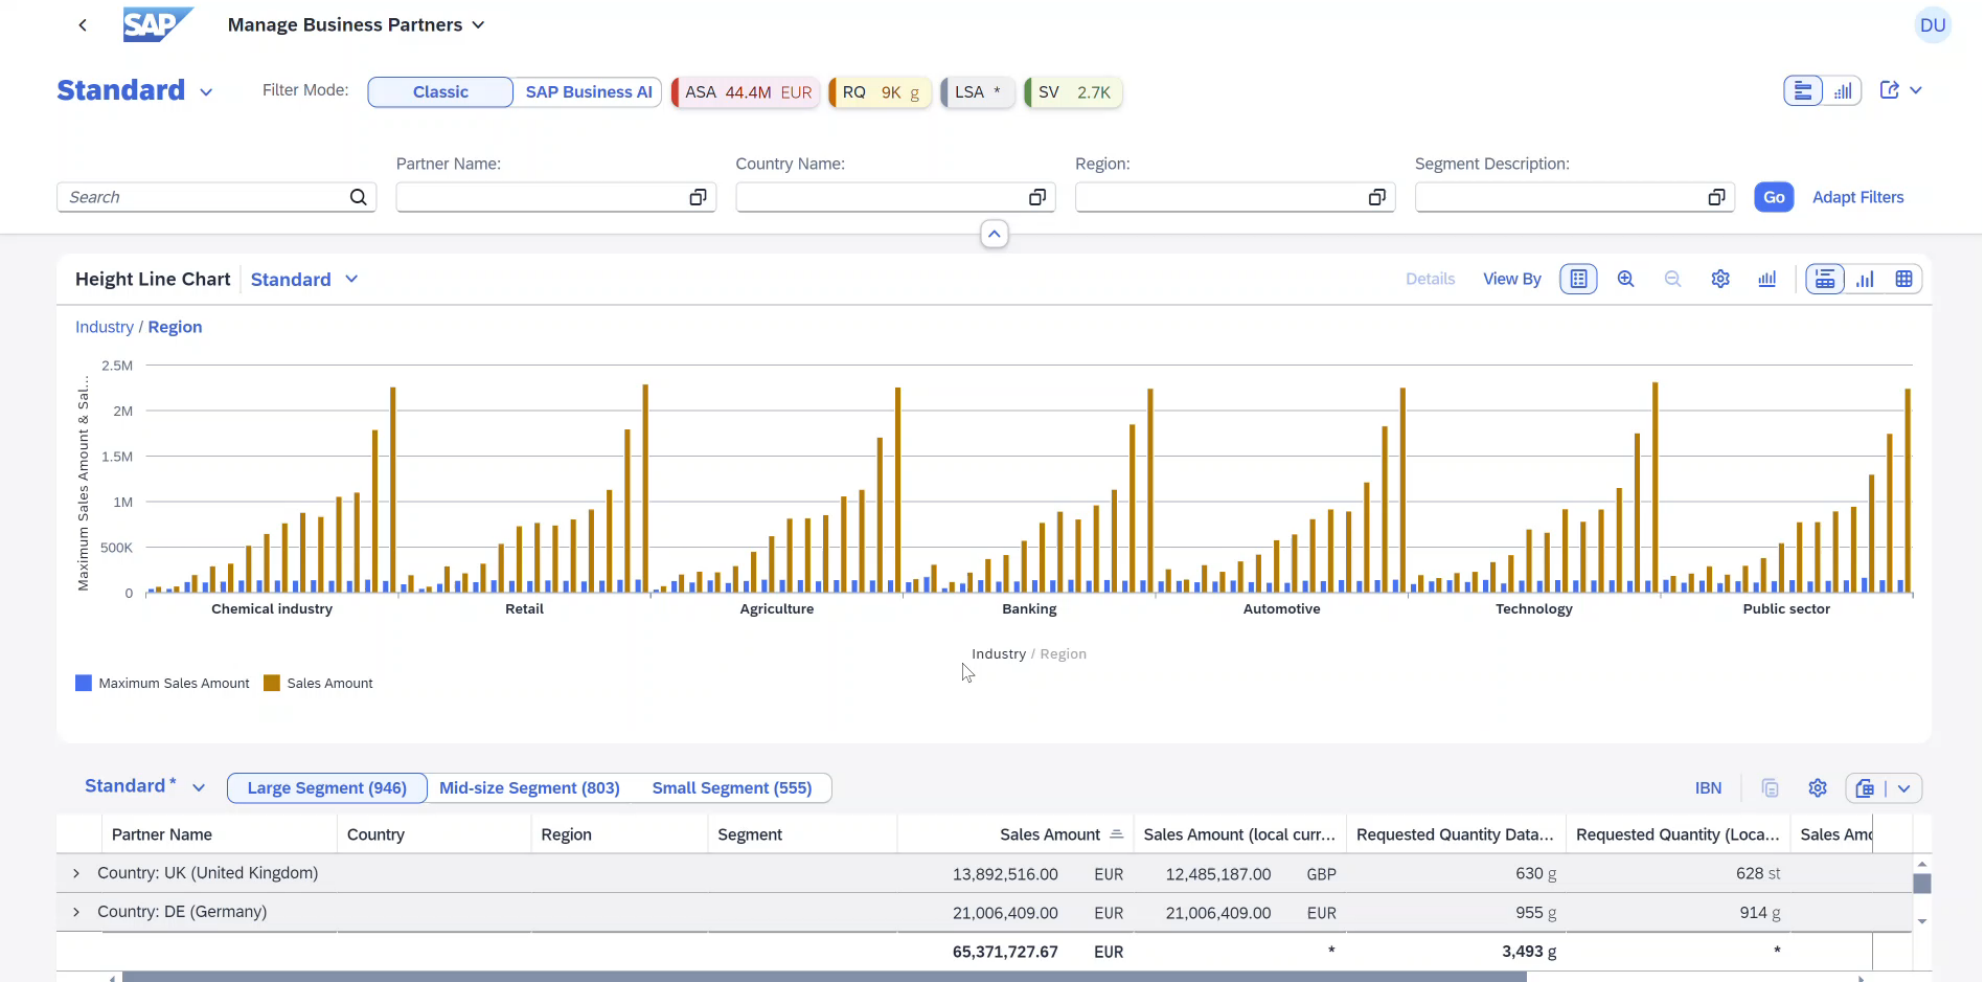 SAP Manage Business Partners DU
Standard Filter Mode: Classic SAP Business AI ASA 44.4M EUR RQ 9K g LSA * SV 2.7K
Partner Name: Country Name: Region: Segment Description:
Search Go Adapt Filters
Height Line Chart Standard Details View By
Industry / Region
Maximum Sales Amount & Sal...
2.5M
2M
1.5M
1M
500K
0
Chemical industry Retail Agriculture Banking Automotive Technology Public sector
Industry / Region
Maximum Sales Amount Sales Amount
Standard * Large Segment (946) Mid-size Segment (803) Small Segment (555) IBN
Partner Name Country Region Segment Sales Amount Sales Amount (local curr... Requested Quantity Data... Requested Quantity (Loca... Sales Amo
Country: UK (United Kingdom) 13,892,516.00 EUR 12,485,187.00 GBP 630 g 628 st
Country: DE (Germany) 21,006,409.00 EUR 21,006,409.00 EUR 955 g 914 g
65,371,727.67 EUR * 3,493 g *